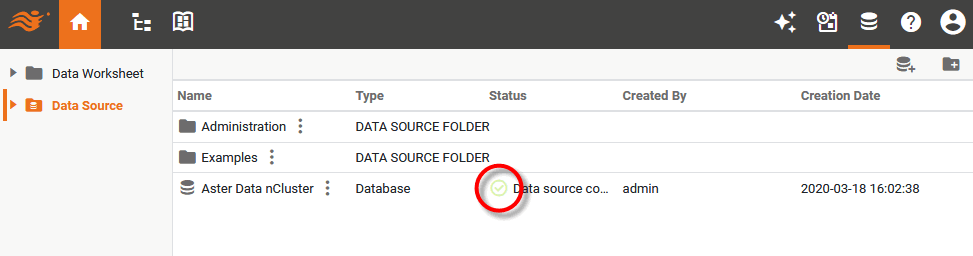 Data Worksheet
Data Source
Name Type Status Created By Creation Date
Administration DATA SOURCE FOLDER
Examples DATA SOURCE FOLDER
Aster Data nCluster Database Data source co... admin 2020-03-18 16:02:38